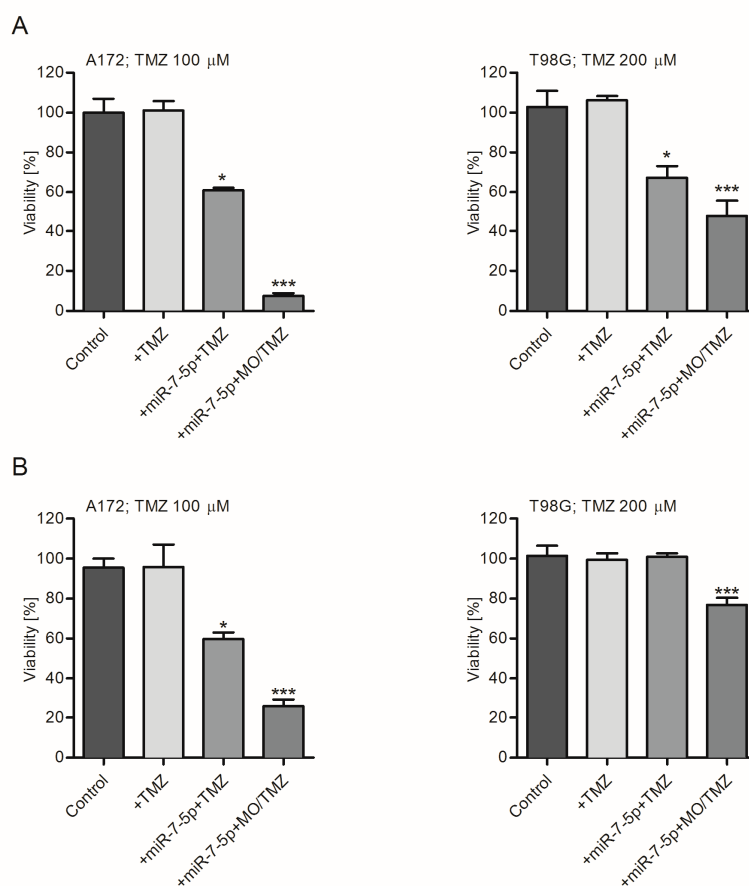 A
A172; TMZ 100 μM
Viability [%]
120
100
80
60
40
20
0
*
***
Control
+TMZ
+miR-7-5p+TMZ
+miR-7-5p+MO/TMZ
T98G; TMZ 200 μM
Viability [%]
120
100
80
60
40
20
0
*
***
Control
+TMZ
+miR-7-5p+TMZ
+miR-7-5p+MO/TMZ
B
A172; TMZ 100 μM
Viability [%]
120
100
80
60
40
20
0
*
***
Control
+TMZ
+miR-7-5p+TMZ
+miR-7-5p+MO/TMZ
T98G; TMZ 200 μM
Viability [%]
120
100
80
60
40
20
0
***
Control
+TMZ
+miR-7-5p+TMZ
+miR-7-5p+MO/TMZ